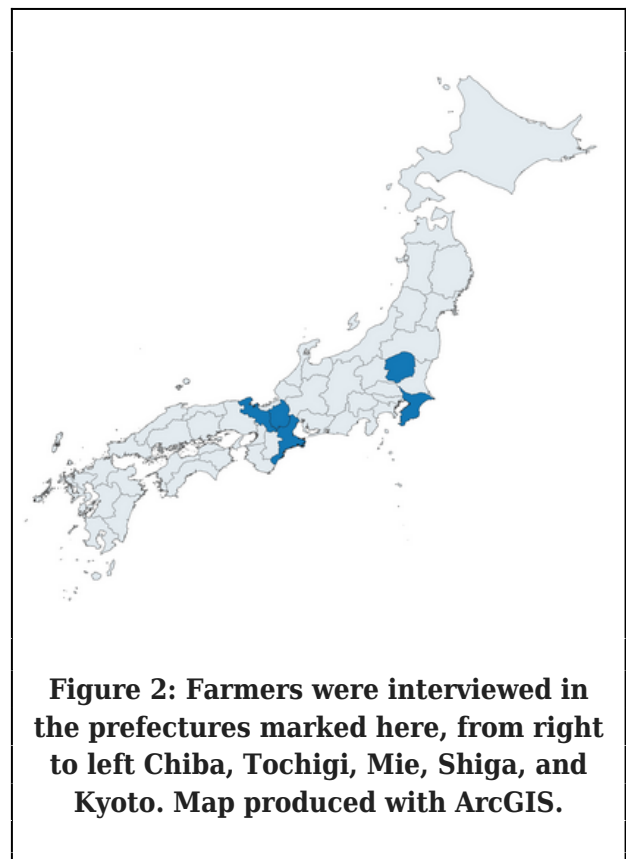 Figure 2: Farmers were interviewed in
the prefectures marked here, from right
to left Chiba, Tochigi, Mie, Shiga, and
Kyoto. Map produced with ArcGIS.